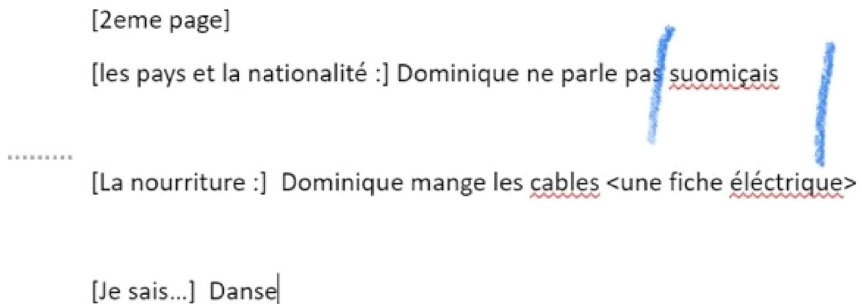 [2eme page]
[les pays et la nationalité :] Dominique ne parle pas suomiçais
[La nourriture :] Dominique mange les cables <une fiche éléctrique>
[Je sais...] Danse